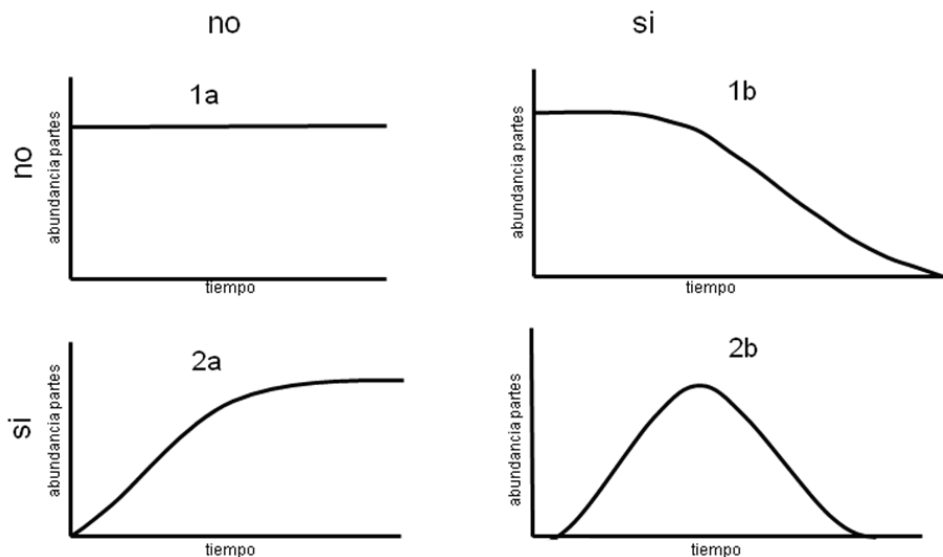 no
si
no
1a
abundancia partes
tiempo
1b
abundancia partes
tiempo
si
2a
abundancia partes
tiempo
2b
abundancia partes
tiempo